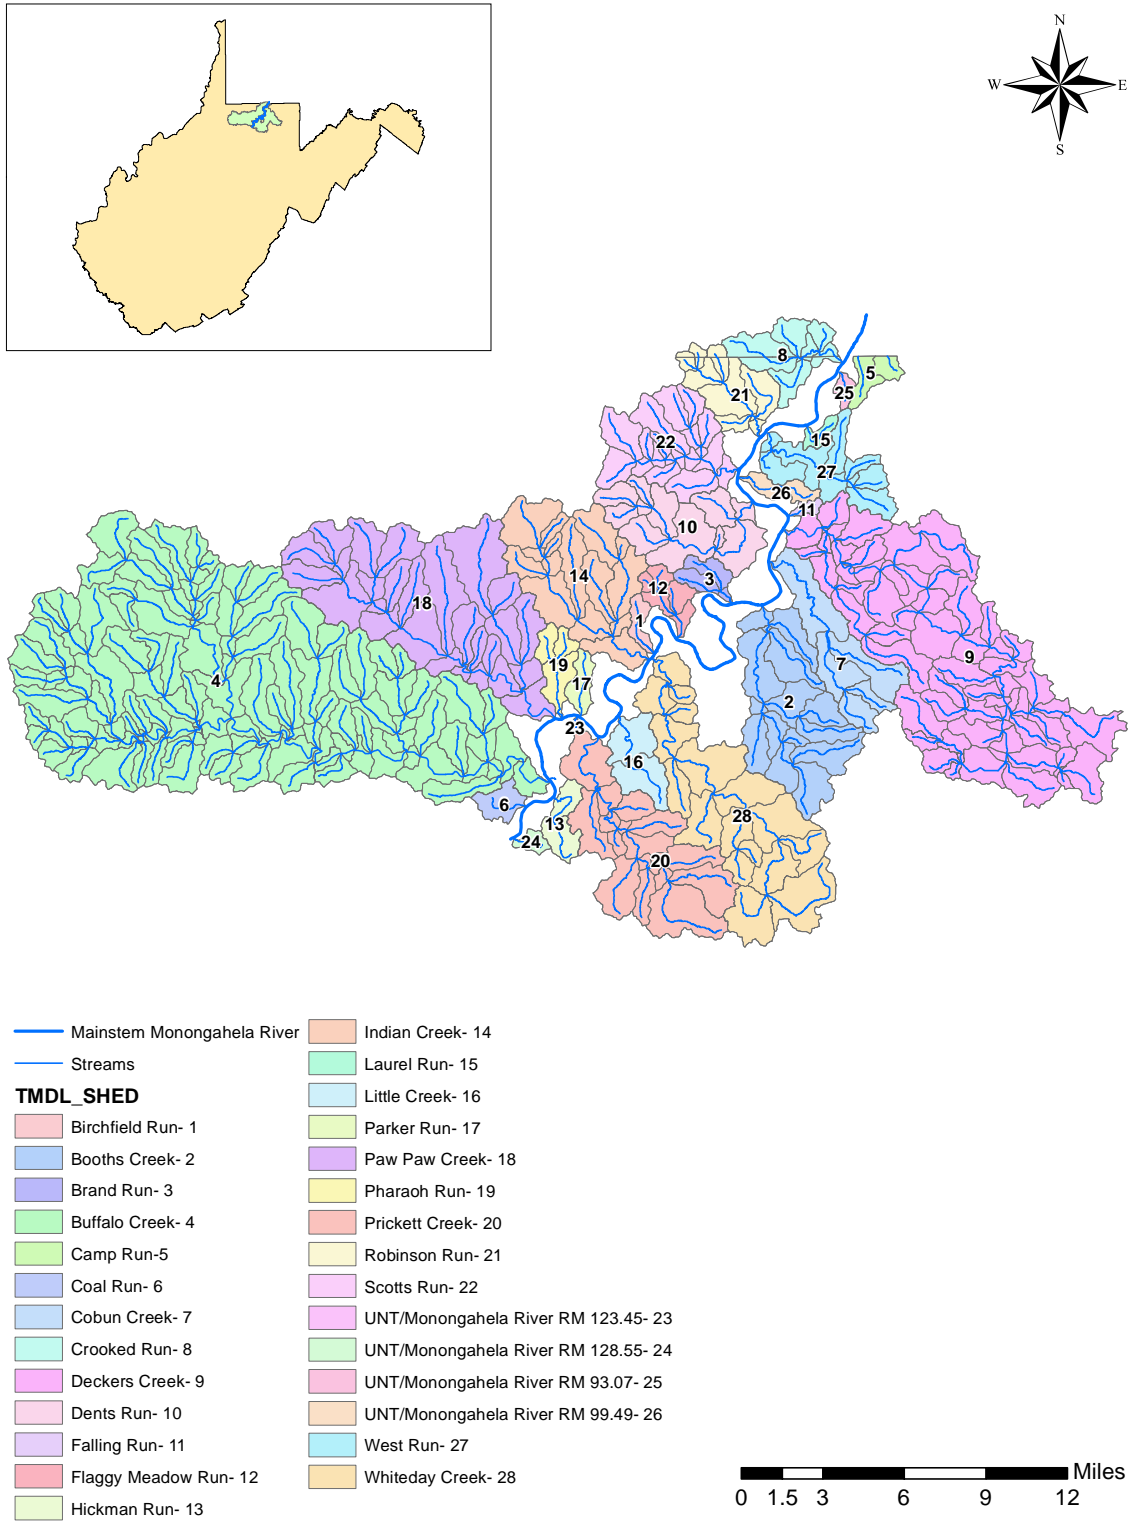 N
W E
S
8
5
25
21
22
15
27
26
11
10
3
12
14
1
18
19
17
7
9
4
2
23
16
6
13
28
24
20
Mainstem Monongahela River
Streams
TMDL_SHED
Birchfield Run- 1
Booths Creek- 2
Brand Run- 3
Buffalo Creek- 4
Camp Run-5
Coal Run- 6
Cobun Creek- 7
Crooked Run- 8
Deckers Creek- 9
Dents Run- 10
Falling Run- 11
Flaggy Meadow Run- 12
Hickman Run- 13
Indian Creek- 14
Laurel Run- 15
Little Creek- 16
Parker Run- 17
Paw Paw Creek- 18
Pharaoh Run- 19
Prickett Creek- 20
Robinson Run- 21
Scotts Run- 22
UNT/Monongahela River RM 123.45- 23
UNT/Monongahela River RM 128.55- 24
UNT/Monongahela River RM 93.07- 25
UNT/Monongahela River RM 99.49- 26
West Run- 27
Whiteday Creek- 28
Miles
0 1.5 3 6 9 12